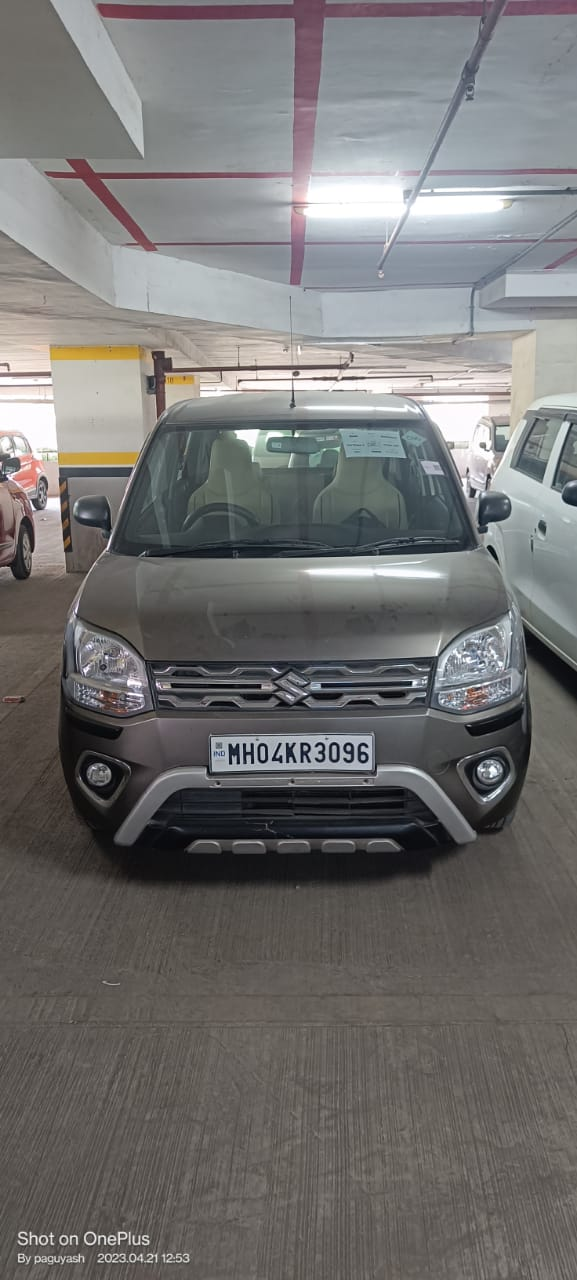 IND
MH04KR3096
Shot on OnePlus
By paguyash 2023.04.21 12:53